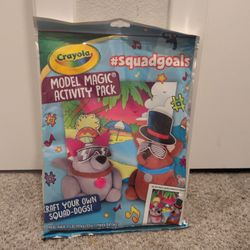 Crayola
#squadgoals
MODEL MAGIC®
ACTIVITY PACK
CRAFT YOUR OWN
SQUAD-DOGS!